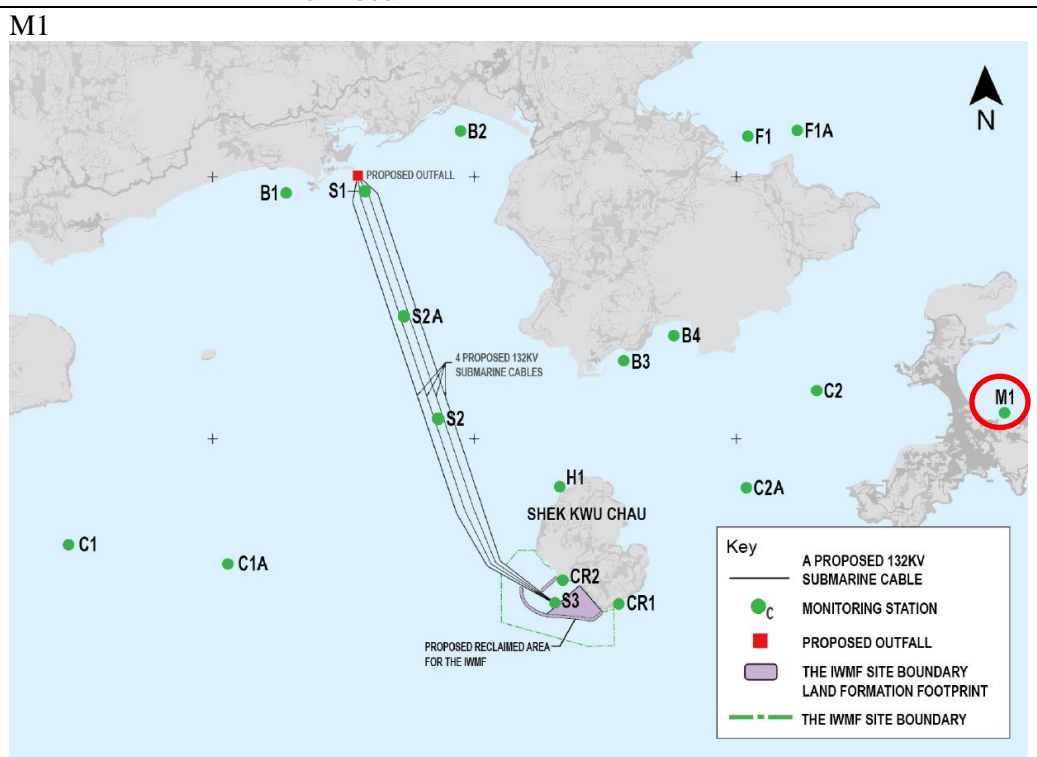 M1
N
B2
F1
F1A
PROPOSED OUTFALL
B1
S1
S2A
B4
4 PROPOSED 132KV
SUBMARINE CABLES
B3
C2
M1
S2
H1
C2A
SHEK KWU CHAU
C1
C1A
CR2
S3
CR1
PROPOSED RECLAIMED AREA
FOR THE IWMF
Key
A PROPOSED 132KV
SUBMARINE CABLE
C
MONITORING STATION
PROPOSED OUTFALL
THE IWMF SITE BOUNDARY
LAND FORMATION FOOTPRINT
THE IWMF SITE BOUNDARY